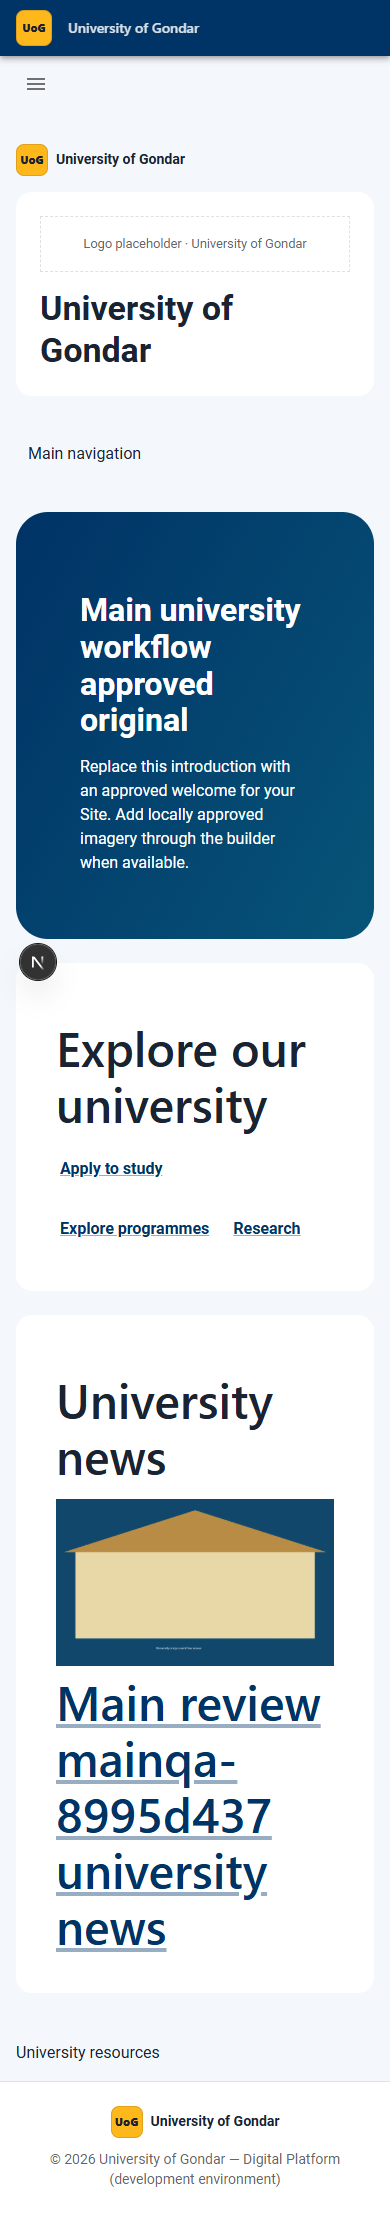 UoG University of Gondar
UoG University of Gondar
Logo placeholder · University of Gondar
University of
Gondar
Main navigation
Main university
workflow
approved
original
Replace this introduction with
an approved welcome for your
Site. Add locally approved
imagery through the builder
when available.
N
Explore our
university
Apply to study
Explore programmes Research
University
news
Main review
mainqa-
8995d437
university
news
University resources
UoG University of Gondar
© 2026 University of Gondar — Digital Platform
(development environment)